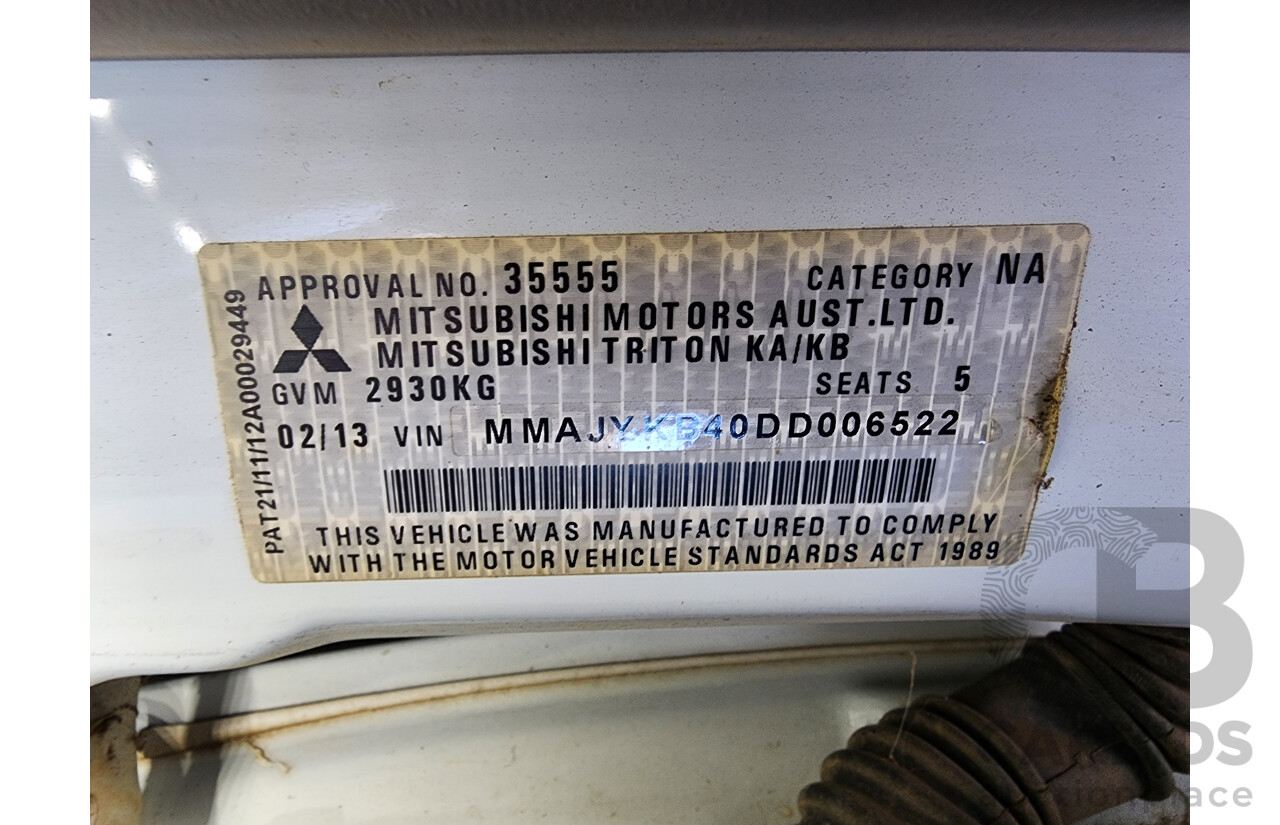 APPROVAL NO. 35555 CATEGORY NA
MITSUBISHI MOTORS AUST.LTD.
MITSUBISHI TRITON KA/KB
GVM 2930KG SEATS 5
02/13 VIN MMAJYKB40DD006522
THIS VEHICLE WAS MANUFACTURED TO COMPLY
WITH THE MOTOR VEHICLE STANDARDS ACT 1989
PAT21/11/12A00029449